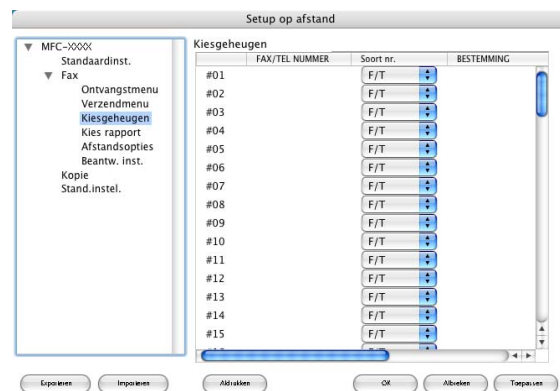 Setup op afstand
MFC-XXXX
Standaardinst.
Fax
Ontvangstmenu
Verzendmenu
Kiesgeheugen
Kies rapport
Afstandsopties
Beantw. inst.
Kopie
Stand.instel.
Kiesgeheugen
FAX/TEL NUMMER Soort nr. BESTEMMING
#01 F/T
#02 F/T
#03 F/T
#04 F/T
#05 F/T
#06 F/T
#07 F/T
#08 F/T
#09 F/T
#10 F/T
#11 F/T
#12 F/T
#13 F/T
#14 F/T
#15 F/T
Exporteren Importeren Afdrukken OK Afbreken Toepassen